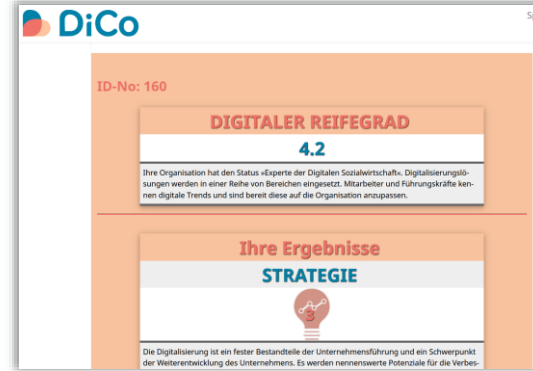 DiCo
Sp
ID-No: 160
DIGITALER REIFEGRAD
4.2
Ihre Organisation hat den Status »Experte der Digitalen Sozialwirtschaft«. Digitalisierungslö-
sungen werden in einer Reihe von Bereichen eingesetzt. Mitarbeiter und Führungskräfte ken-
nen digitale Trends und sind bereit diese auf die Organisation anzupassen.
Ihre Ergebnisse
STRATEGIE
3
Die Digitalisierung ist ein fester Bestandteile der Unternehmensführung und ein Schwerpunkt
der Weiterentwicklung des Unternehmens. Es werden nennenswerte Potenziale für die Verbes-